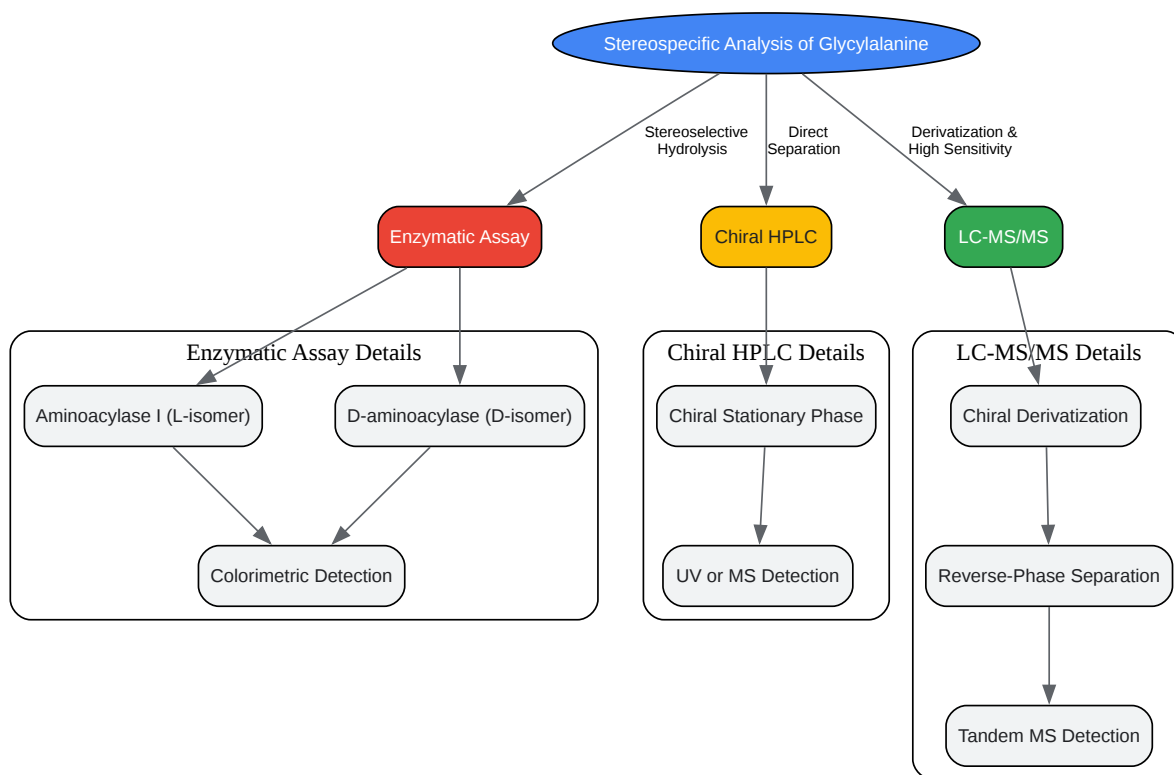 Stereospecific Analysis of Glycylalanine
Stereoselective
Hydrolysis
Direct
Separation
Derivatization &
High Sensitivity
Enzymatic Assay
Chiral HPLC
LC-MS/MS
Enzymatic Assay Details
Chiral HPLC Details
LC-MS/MS Details
Aminoacylase I (L-isomer)
D-aminoacylase (D-isomer)
Chiral Stationary Phase
Chiral Derivatization
Colorimetric Detection
UV or MS Detection
Reverse-Phase Separation
Tandem MS Detection